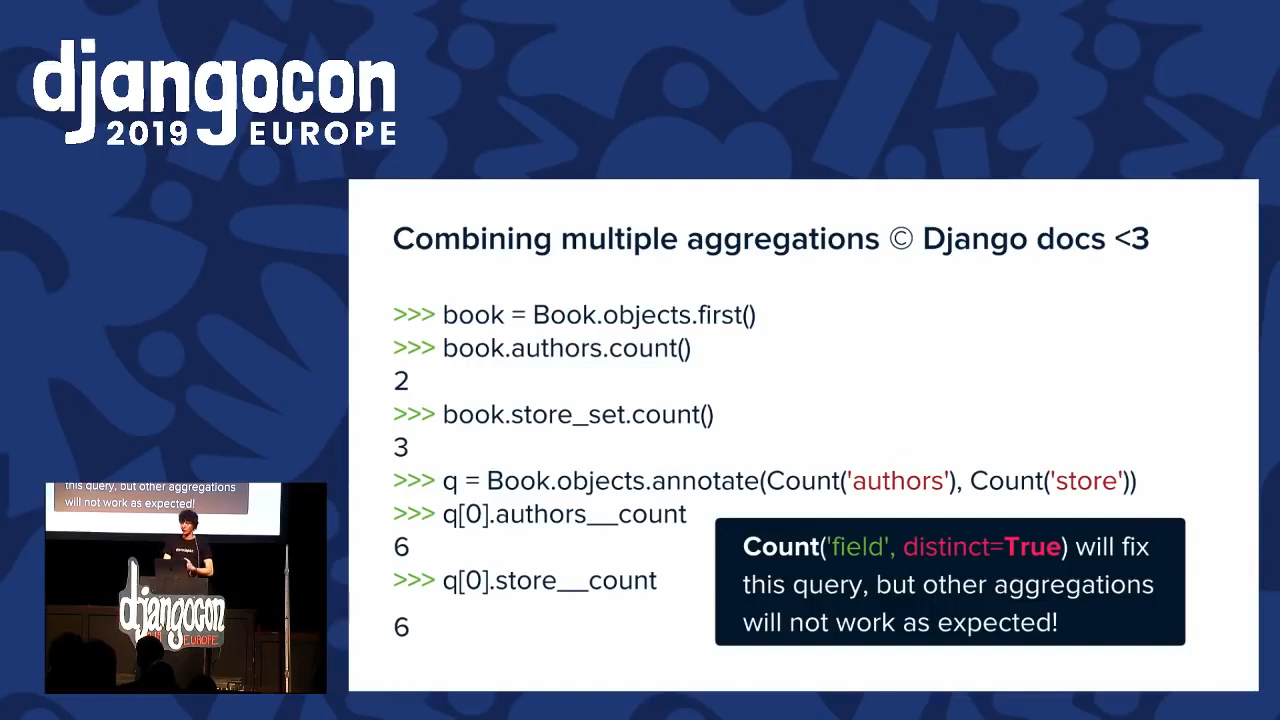 djangocon
2019 EUROPE
Combining multiple aggregations © Django docs <3
>>> book = Book.objects.first()
>>> book.authors.count()
2
>>> book.store_set.count()
3
>>> q = Book.objects.annotate(Count('authors'), Count('store'))
>>> q[0].authors__count
6
>>> q[0].store__count
6
Count('field', distinct=True) will fix
this query, but other aggregations
will not work as expected!
this query, but other aggregations
will not work as expected!
djangocon
EUROPE